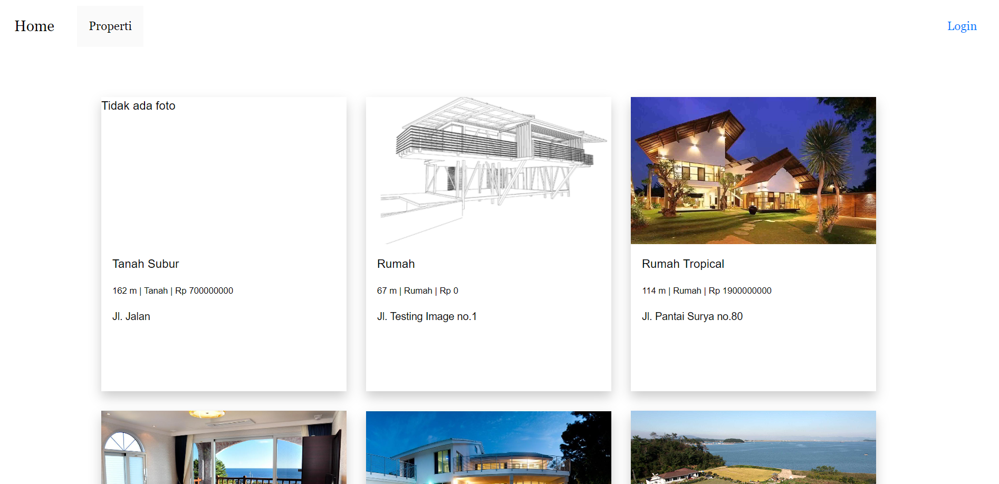 Home
Properti
Login
Tidak ada foto
Tanah Subur
162 m | Tanah | Rp 700000000
Jl. Jalan
Rumah
67 m | Rumah | Rp 0
Jl. Testing Image no.1
Rumah Tropical
114 m | Rumah | Rp 1900000000
Jl. Pantai Surya no.80